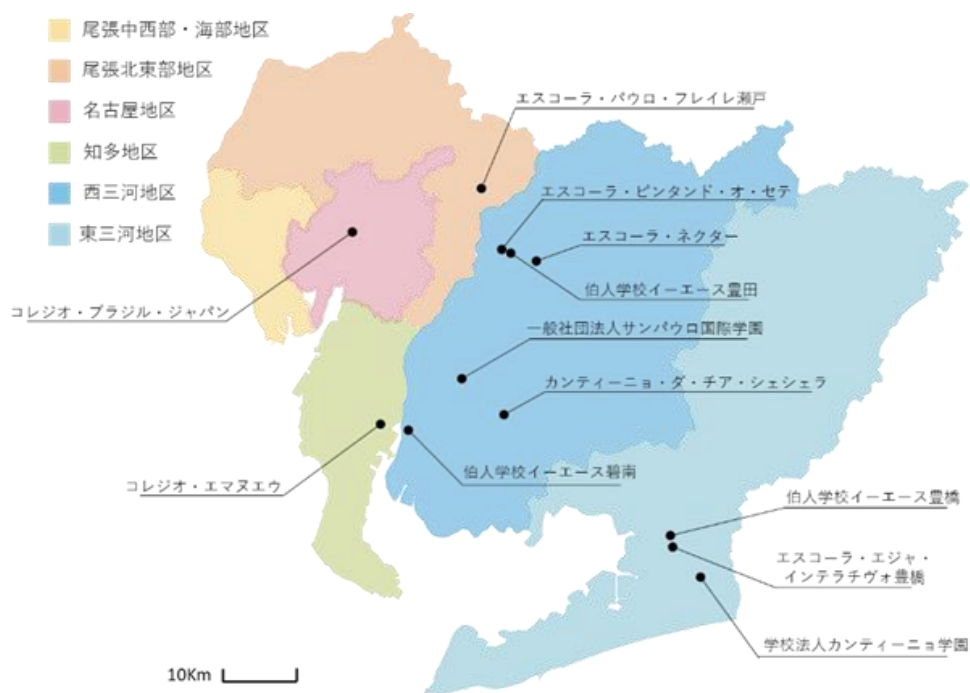 尾張中西部・海部地区
尾張北東部地区
名古屋地区
知多地区
西三河地区
東三河地区
エスコーラ・パウロ・フレイレ瀬戸
エスコーラ・ピンタンド・オ・セテ
エスコーラ・ネクター
伯人学校イーエース豊田
コレジオ・ブラジル・ジャパン
一般社団法人サンパウロ国際学園
カンティーニョ・ダ・チア・シェシェラ
伯人学校イーエース碧南
コレジオ・エマヌエウ
伯人学校イーエース豊橋
エスコーラ・エジャ・
インテラチヴォ豊橋
学校法人カンティーニョ学園
10Km